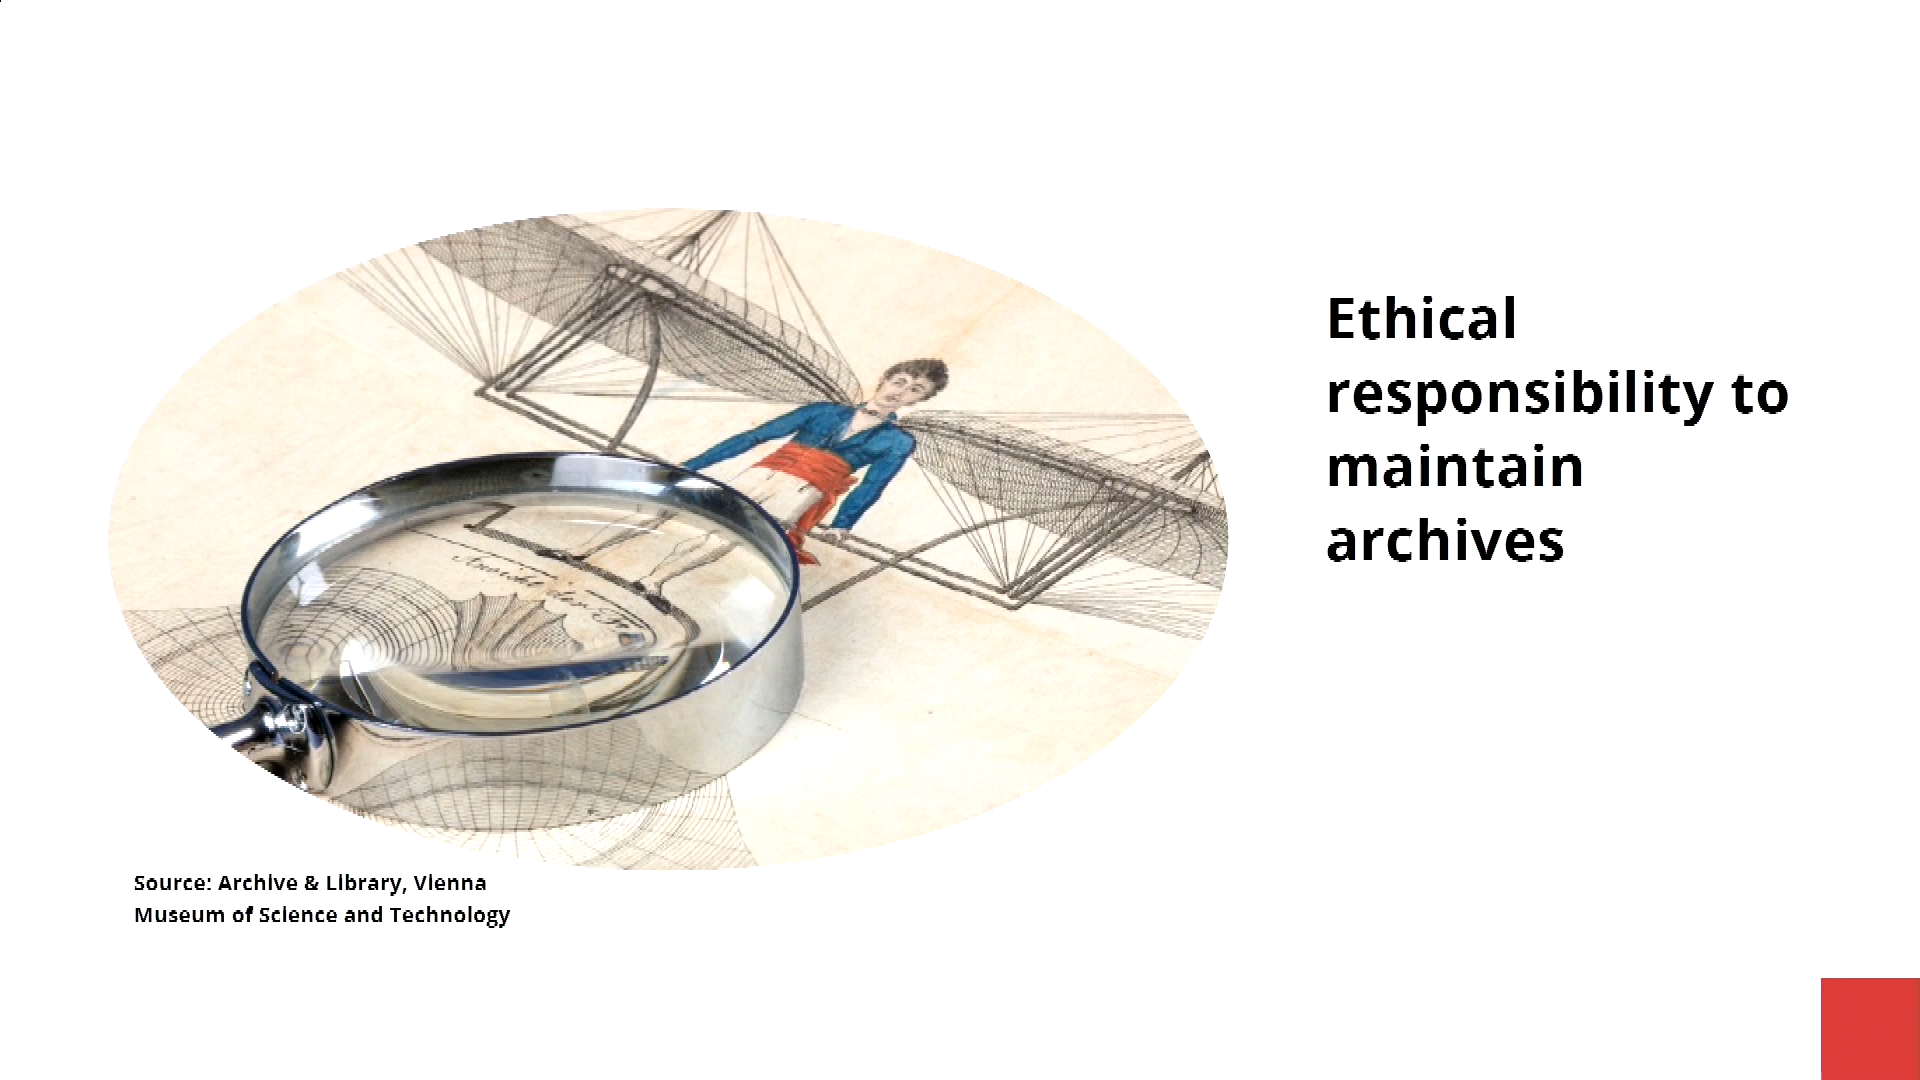 Ethical
responsibility to
maintain
archives
Source: Archive & Library, Vienna
Museum of Science and Technology